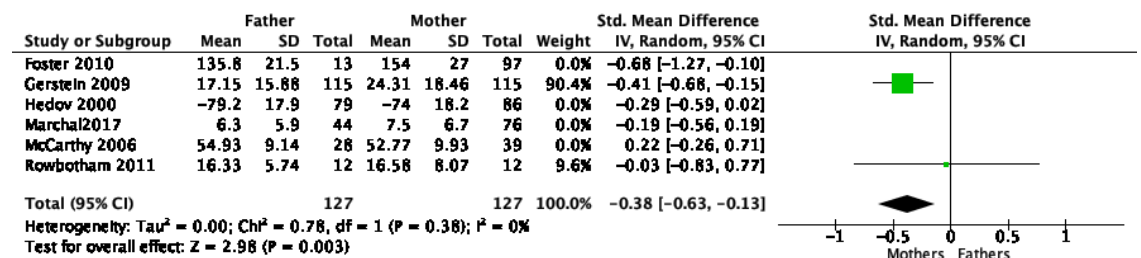 Father Mother Std. Mean Difference Std. Mean Difference
Study or Subgroup Mean SD Total Mean SD Total Weight IV, Random, 95% CI IV, Random, 95% CI
Foster 2010 135.8 21.5 13 154 27 97 0.0% −0.68 [−1.27, −0.10]
Gerstein 2009 17.15 15.88 115 24.31 18.46 115 90.4% −0.41 [−0.68, −0.15]
Hedov 2000 −79.2 17.9 79 −74 18.2 86 0.0% −0.29 [−0.59, 0.02]
Marchal2017 6.3 5.9 44 7.5 6.7 76 0.0% −0.19 [−0.56, 0.19]
McCarthy 2006 54.93 9.14 28 52.77 9.93 39 0.0% 0.22 [−0.26, 0.71]
Rowbotham 2011 16.33 5.74 12 16.58 8.07 12 9.6% −0.03 [−0.83, 0.77]
Total (95% CI) 127 127 100.0% −0.38 [−0.63, −0.13]
Heterogeneity: Tau² = 0.00; Chi² = 0.78, df = 1 (P = 0.38); I² = 0%
Test for overall effect: Z = 2.98 (P = 0.003)
−1 −0.5 0 0.5 1
Mothers Fathers